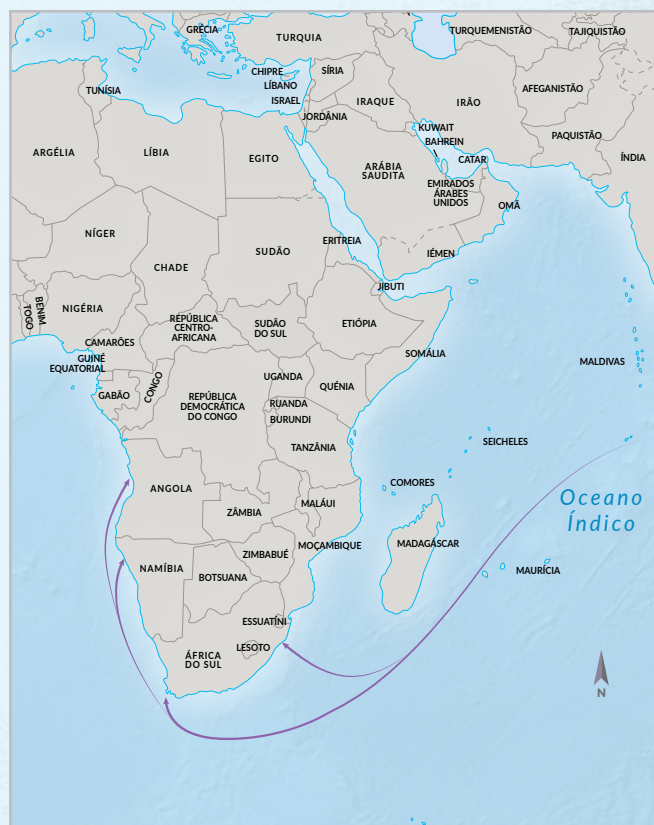 GRÉCIA
TURQUIA
TURQUEMENISTÃO
TAJIQUISTÃO
CHIPRE
SÍRIA
LÍBANO
ISRAEL
TUNÍSIA
IRAQUE
IRÃO
AFEGANISTÃO
JORDÂNIA
KUWAIT
BAHREIN
PAQUISTÃO
ARGÉLIA
LÍBIA
EGITO
ARÁBIA
SAUDITA
CATAR
ÍNDIA
EMIRADOS
ÁRABES
UNIDOS
OMÃ
NÍGER
ERITREIA
SUDÃO
IÉMEN
CHADE
JIBUTI
BENIM
TOGO
NIGÉRIA
REPÚBLICA
CENTRO-
AFRICANA
SUDÃO
DO SUL
ETIÓPIA
CAMARÕES
SOMÁLIA
GUINÉ
EQUATORIAL
MALDIVAS
UGANDA
QUÉNIA
CONGO
GABÃO
REPÚBLICA
DEMOCRÁTICA
DO CONGO
RUANDA
BURUNDI
SEICHELES
TANZÂNIA
COMORES
ANGOLA
Oceano
Índico
MALÁUI
ZÂMBIA
MOÇAMBIQUE
MADAGÁSCAR
ZIMBABUÉ
NAMÍBIA
BOTSUANA
MAURÍCIA
ESSUATÍNI
LESOTO
ÁFRICA
DO SUL
N